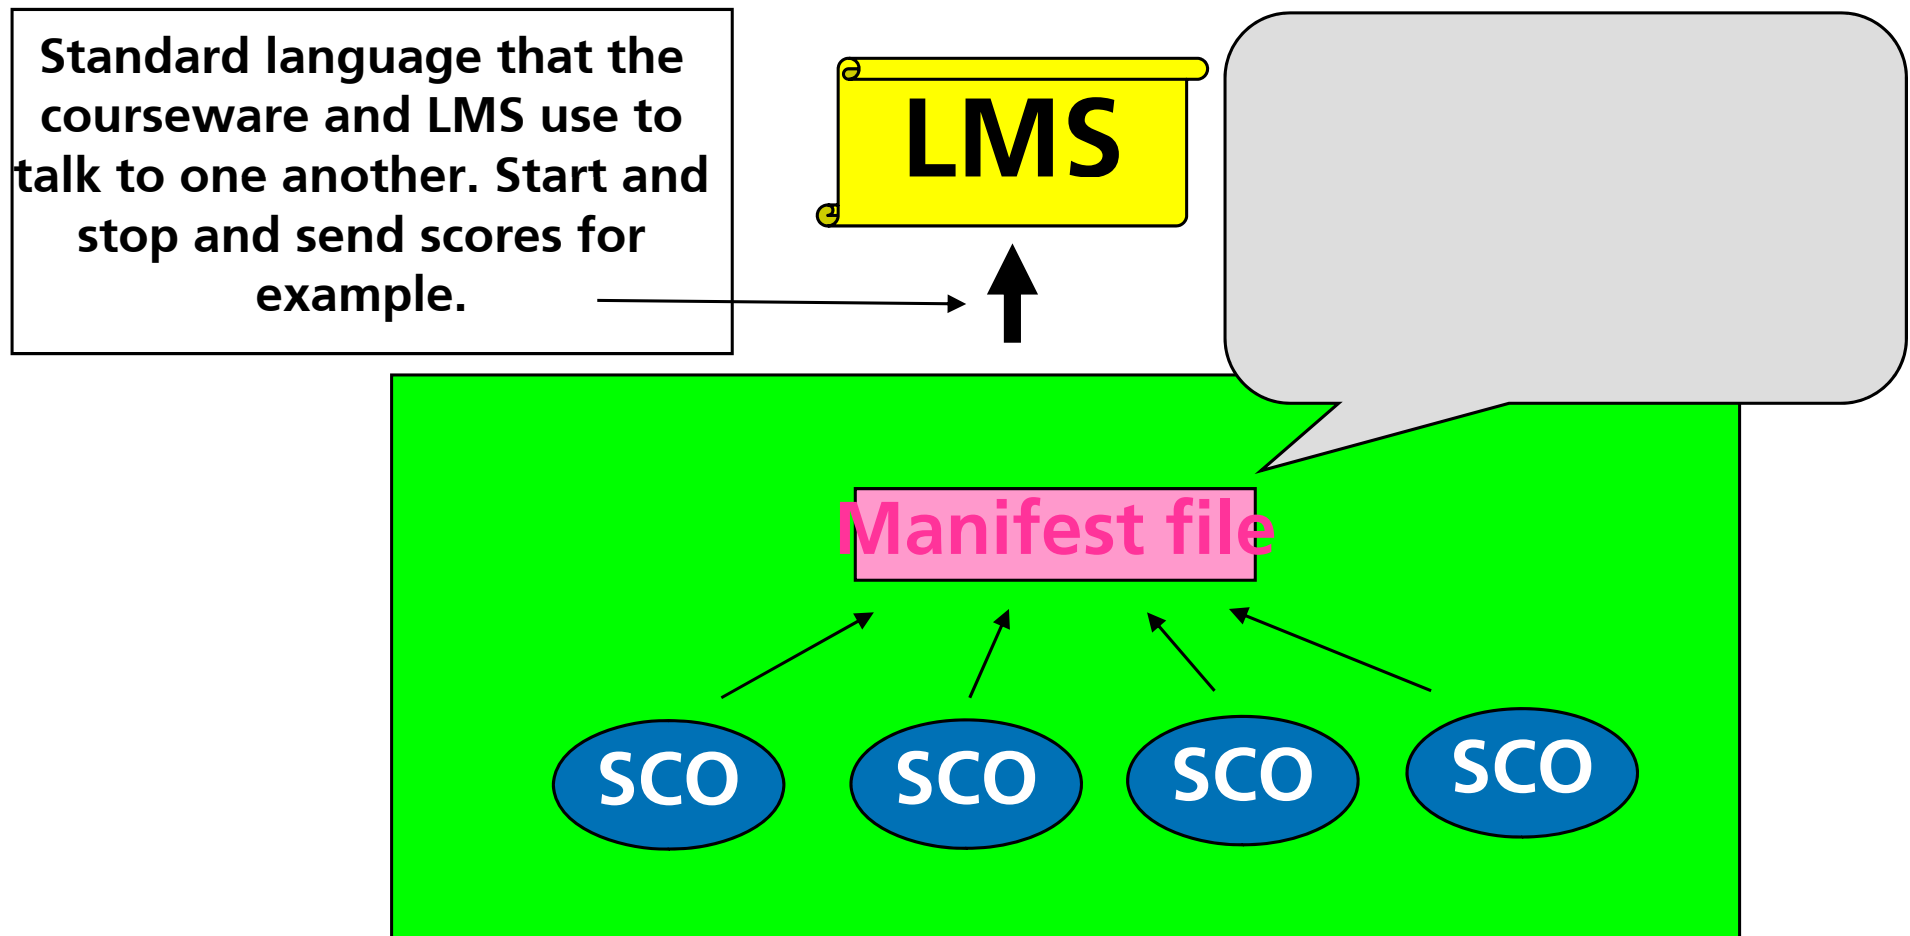 Standard language that the
courseware and LMS use to
talk to one another. Start and
stop and send scores for
example.
LMS
Manifest file
SCO
SCO
SCO
SCO